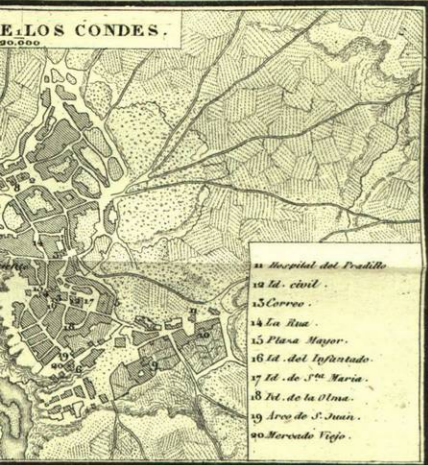 E LOS CONDES.
20.000
11 Hospital del Pradillo
12 Id. civil.
13 Correo.
14 La Rua.
15 Plaza Mayor.
16 Id. del Infantado.
17 Id. de Sta Maria.
18 Id. de la Olma.
19 Arco de S. Juan.
20 Mercado Viejo.